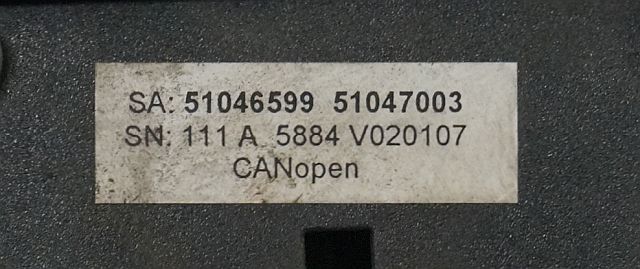 SA: 51046599 51047003
SN: 111 A 5884 V020107
CANopen